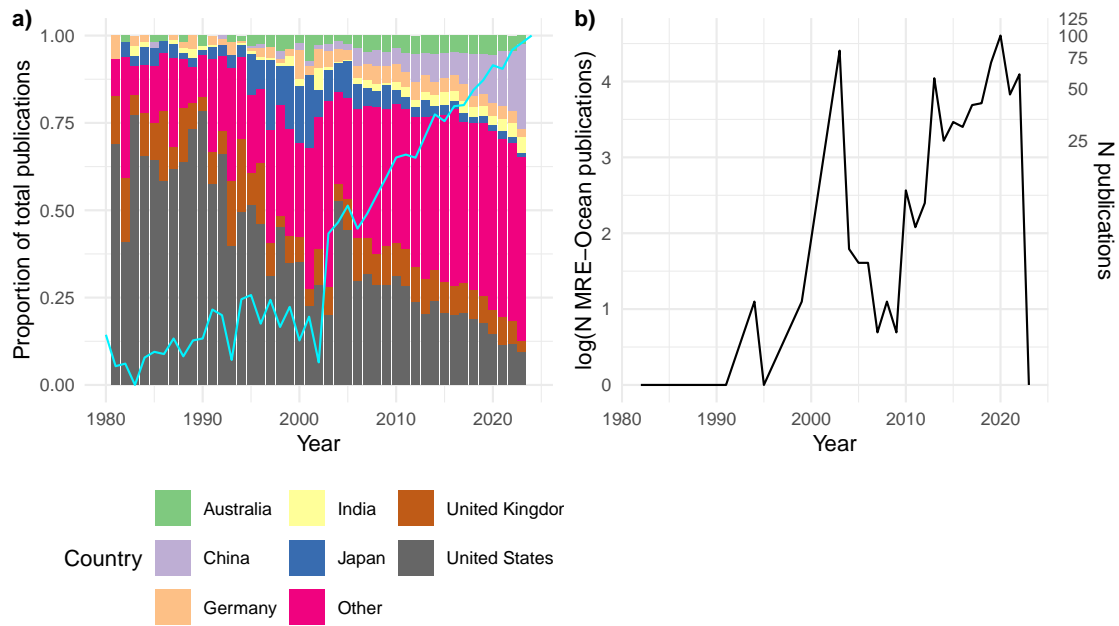 a)
Proportion of total publications
1.00
0.75
0.50
0.25
0.00
1980
1990
2000
2010
2020
Year
b)
log(N MRE−Ocean publications)
4
3
2
1
0
125
100
75
50
25
N publications
1980
1990
2000
2010
2020
Year
Country
Australia
China
Germany
India
Japan
Other
United Kingdor
United States